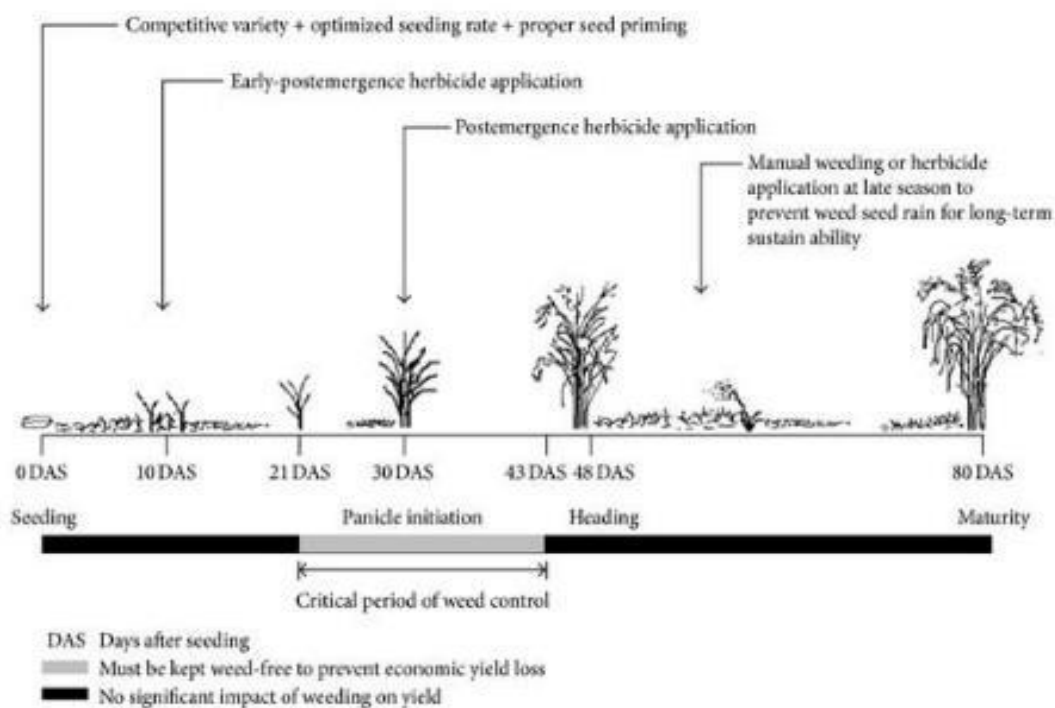 Competitive variety + optimized seeding rate + proper seed priming
Early-postemergence herbicide application
Postemergence herbicide application
Manual weeding or herbicide
application at late season to
prevent weed seed rain for long-term
sustain ability
0 DAS
10 DAS
21 DAS
30 DAS
43 DAS
48 DAS
80 DAS
Seeding
Panicle initiation
Heading
Maturity
Critical period of weed control
DAS Days after seeding
Must be kept weed-free to prevent economic yield loss
No significant impact of weeding on yield